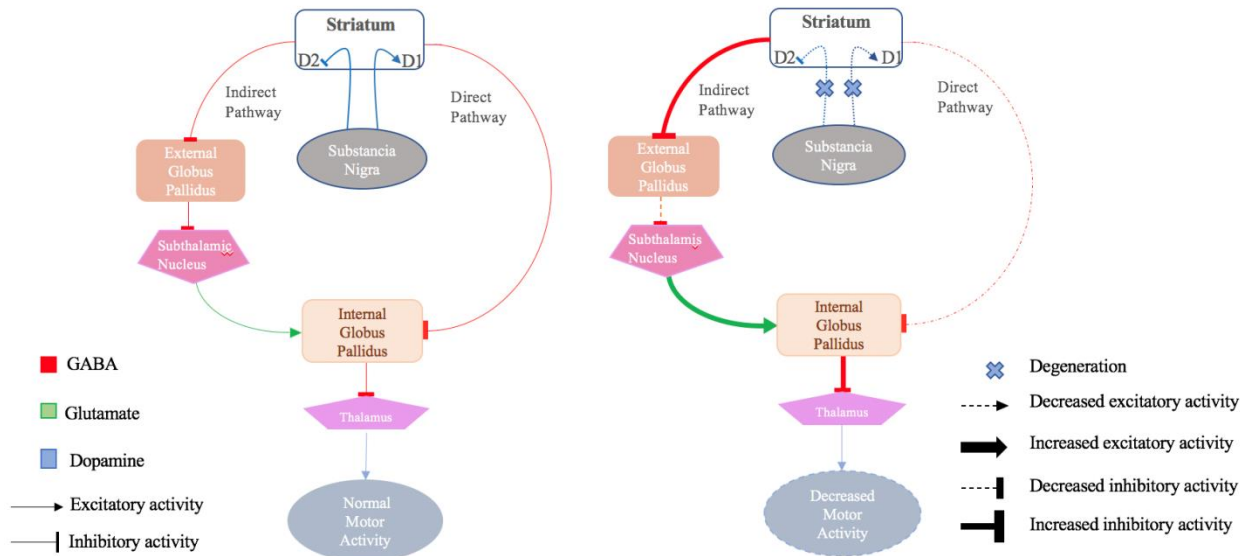 Striatum
D2
D1
Indirect
Pathway
Direct
Pathway
Substancia
Nigra
External
Globus
Pallidus
Subthalamic
Nucleus
Internal
Globus
Pallidus
Thalamus
Normal
Motor
Activity
GABA
Glutamate
Dopamine
Excitatory activity
Inhibitory activity
Striatum
D2
D1
Indirect
Pathway
Direct
Pathway
Substancia
Nigra
External
Globus
Pallidus
Subthalamis
Nucleus
Internal
Globus
Pallidus
Thalamus
Decreased
Motor
Activity
Degeneration
Decreased excitatory activity
Increased excitatory activity
Decreased inhibitory activity
Increased inhibitory activity